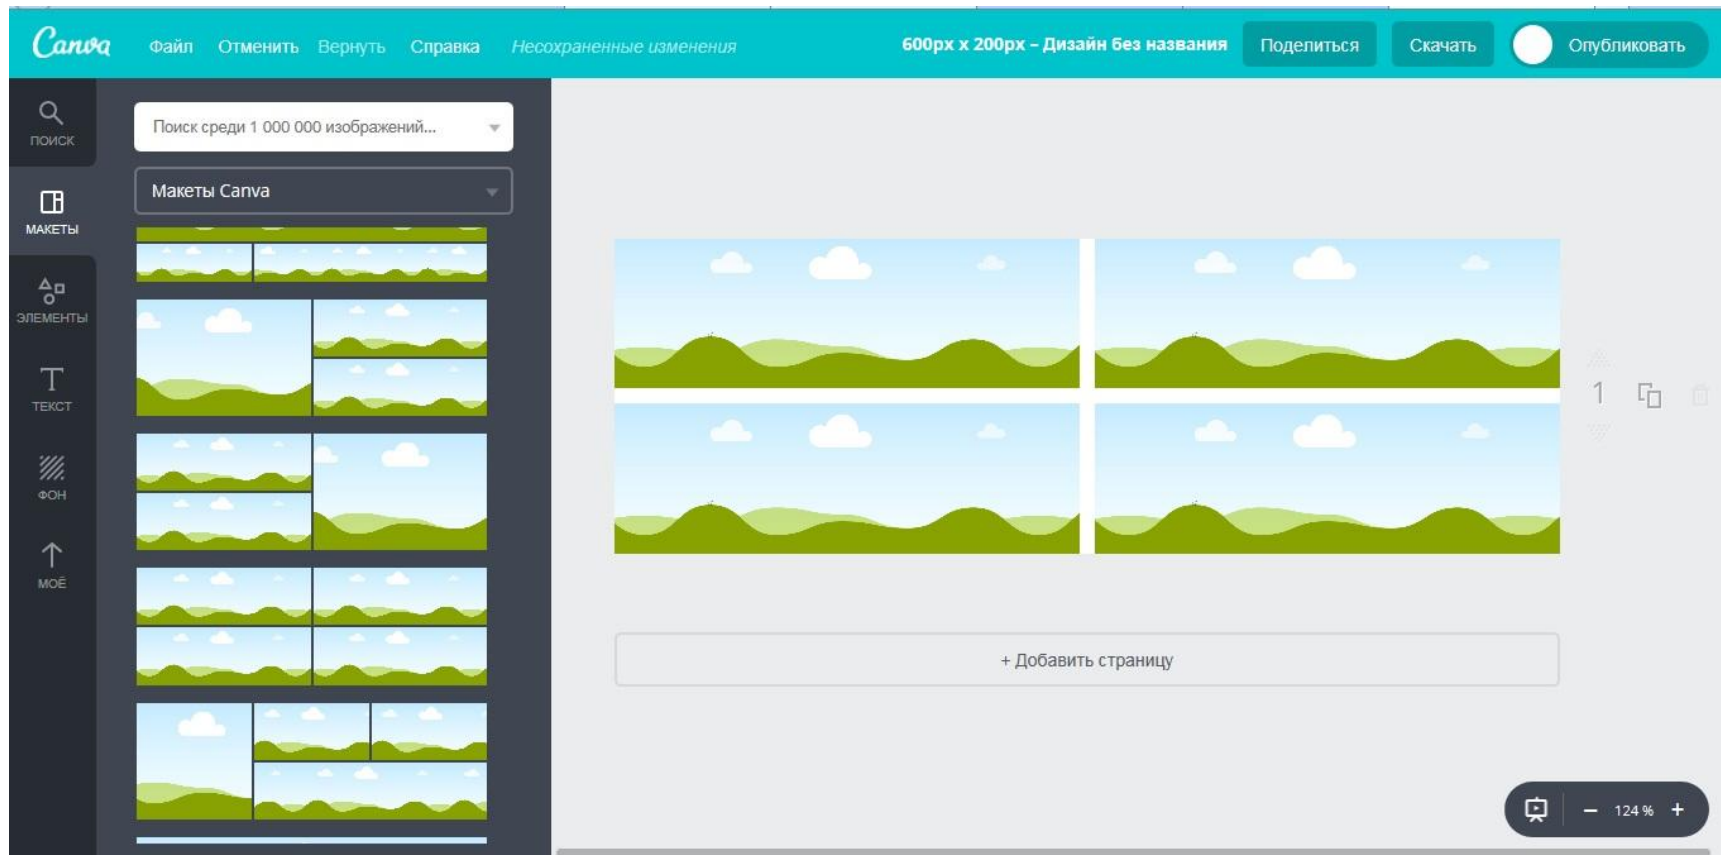 Canva Файл Отменить Вернуть Справка Несохраненные изменения 600px x 200px – Дизайн без названия Поделиться Скачать Опубликовать
ПОИСК
МАКЕТЫ
ЭЛЕМЕНТЫ
ТЕКСТ
ФОН
МОЁ
Поиск среди 1 000 000 изображений...
Макеты Canva
1
+ Добавить страницу
– 124 % +